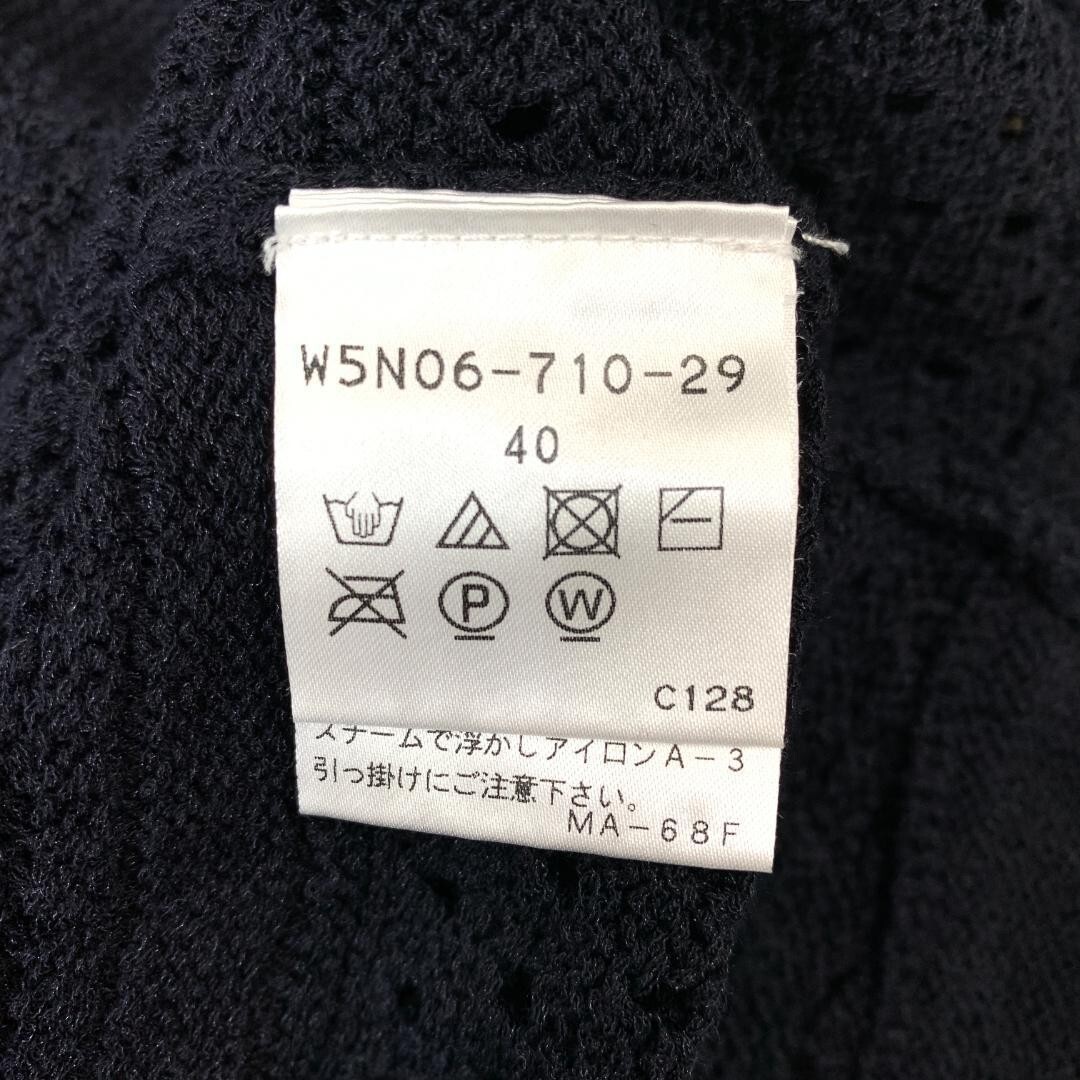 W5N06-710-29
40
P
W
C128
スチームで浮かしアイロンA-3
引っ掛けにご注意下さい。
MA-68F